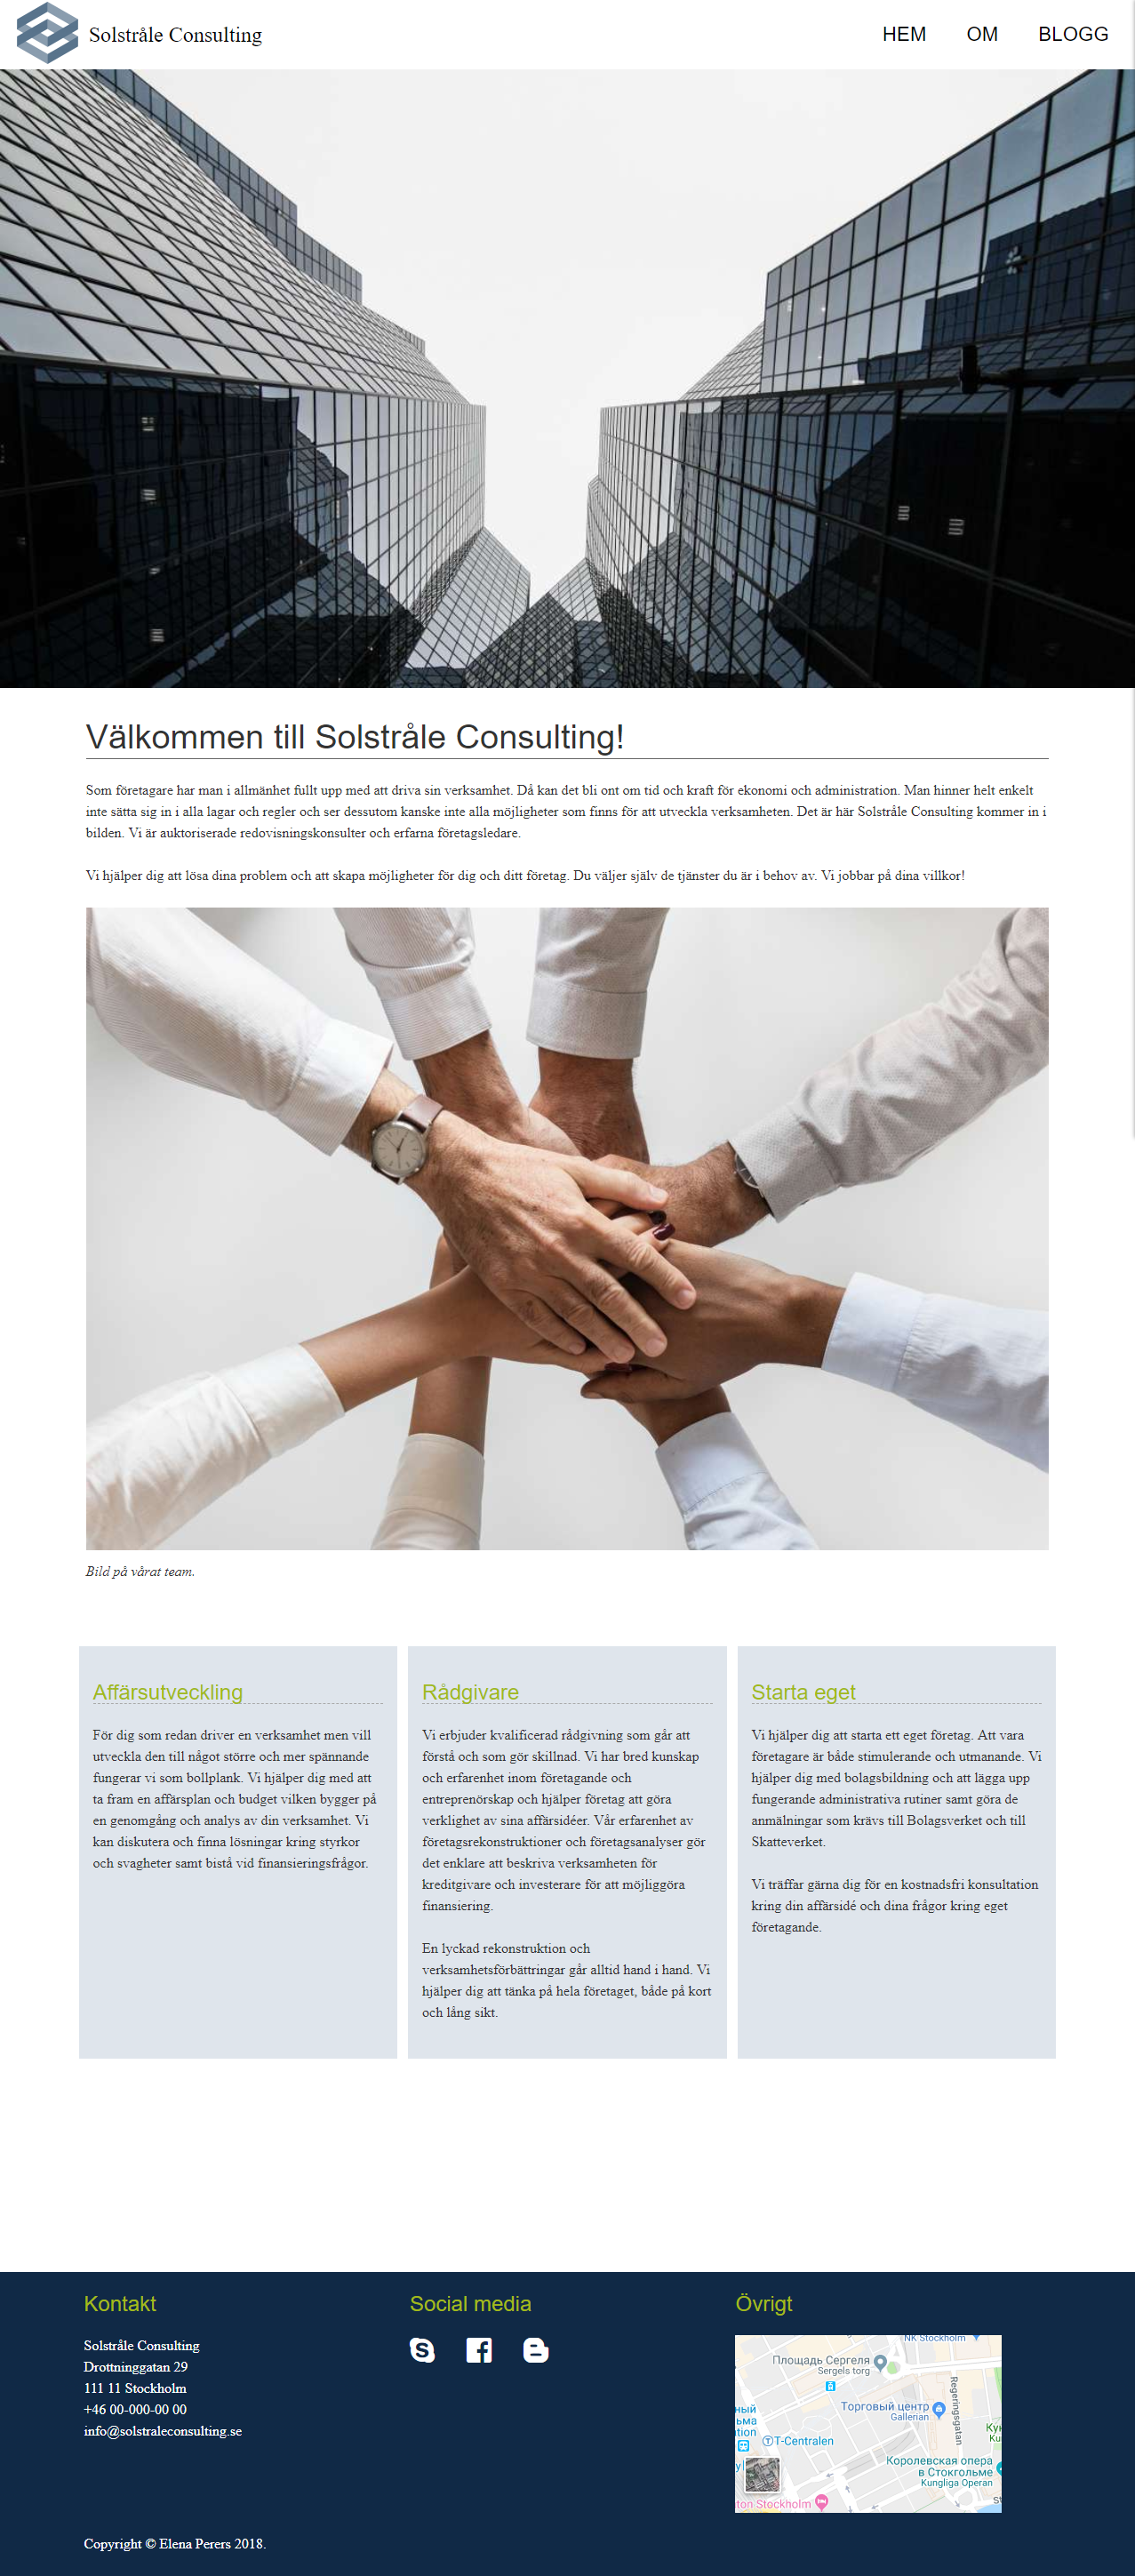 Solstråle Consulting
HEM OM BLOGG
Välkommen till Solstråle Consulting!
Som företagare har man i allmänhet fullt upp med att driva sin verksamhet. Då kan det bli ont om tid och kraft för ekonomi och administration. Man hinner helt enkelt
inte sätta sig in i alla lagar och regler och ser dessutom kanske inte alla möjligheter som finns för att utveckla verksamheten. Det är här Solstråle Consulting kommer in i
bilden. Vi är auktoriserade redovisningskonsulter och erfarna företagsledare.
Vi hjälper dig att lösa dina problem och att skapa möjligheter för dig och ditt företag. Du väljer själv de tjänster du är i behov av. Vi jobbar på dina villkor!
Bild på vårat team.
Affärsutveckling
För dig som redan driver en verksamhet men vill
utveckla den till något större och mer spännande
fungerar vi som bollplank. Vi hjälper dig med att
ta fram en affärsplan och budget vilken bygger på
en genomgång och analys av din verksamhet. Vi
kan diskutera och finna lösningar kring styrkor
och svagheter samt bistå vid finansieringsfrågor.
Rådgivare
Vi erbjuder kvalificerad rådgivning som går att
förstå och som gör skillnad. Vi har bred kunskap
och erfarenhet inom företagande och
entreprenörskap och hjälper företag att göra
verklighet av sina affärsidéer. Vår erfarenhet av
företagsrekonstruktioner och företagsanalyser gör
det enklare att beskriva verksamheten för
kreditgivare och investerare för att möjliggöra
finansiering.
En lyckad rekonstruktion och
verksamhetsförbättringar går alltid hand i hand. Vi
hjälper dig att tänka på hela företaget, både på kort
och lång sikt.
Starta eget
Vi hjälper dig att starta ett eget företag. Att vara
företagare är både stimulerande och utmanande. Vi
hjälper dig med bolagsbildning och att lägga upp
fungerande administrativa rutiner samt göra de
anmälningar som krävs till Bolagsverket och till
Skatteverket.
Vi träffar gärna dig för en kostnadsfri konsultation
kring din affärsidé och dina frågor kring eget
företagande.
Kontakt
Solstråle Consulting
Drottninggatan 29
111 11 Stockholm
+46 00-000-00 00
info@solstraleconsulting.se
Social media
Övrigt
NK Stockholm
Площадь Сергеля
Sergels torg
Regeringsgatan
Торговый центр
Gallerian
T-Centralen
Королевская опера
в Стокгольме
Kungliga Operan
Stockholm
Copyright © Elena Perers 2018.